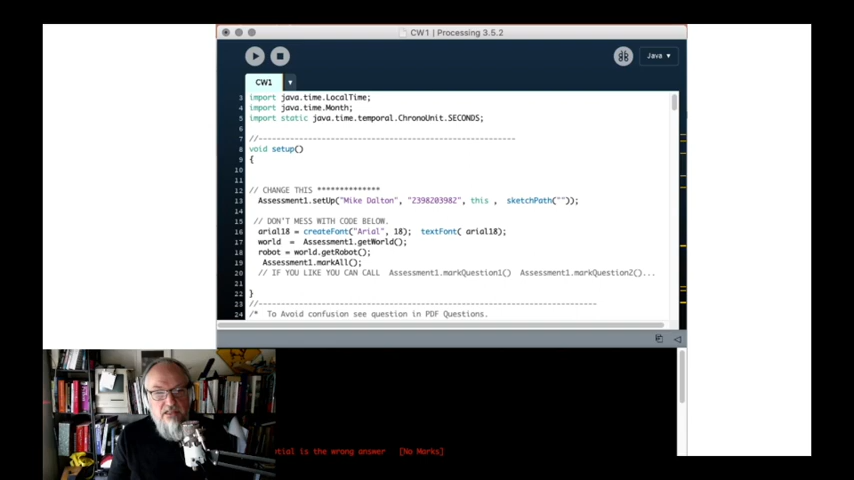 CW1 | Processing 3.5.2
Java ▾
CW1 ▾
3 import java.time.LocalTime;
4 import java.time.Month;
5 import static java.time.temporal.ChronoUnit.SECONDS;
6
7 //---------------------------------------------------------
8 void setup()
9 {
10
11
12 // CHANGE THIS **************
13 Assessment1.setUp("Mike Dalton", "2398203982", this , sketchPath(""));
14
15 // DON'T MESS WITH CODE BELOW.
16 arial18 = createFont("Arial", 18); textFont( arial18);
17 world = Assessment1.getWorld();
18 robot = world.getRobot();
19 Assessment1.markAll();
20 // IF YOU LIKE YOU CAN CALL Assessment1.markQuestion1() Assessment1.markQuestion2()...
21
22 }
23 //---------------------------------------------------------------------------
24 /* To Avoid confusion see question in PDF Questions.
is the wrong answer [No Marks]